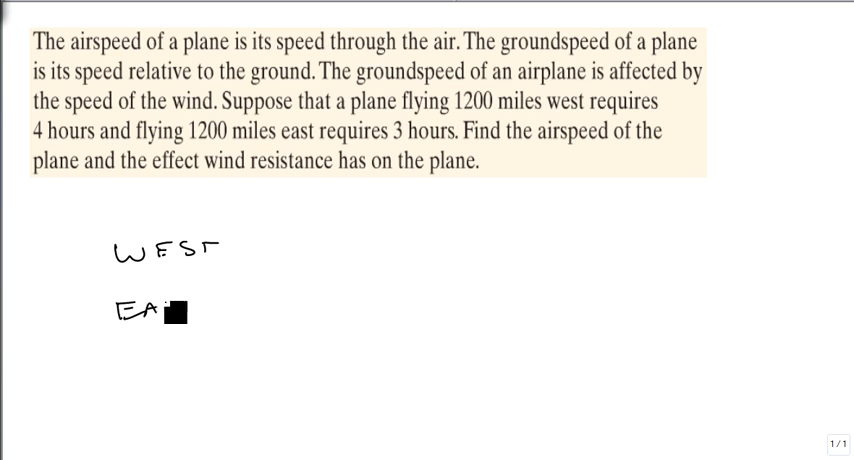 The airspeed of a plane is its speed through the air. The groundspeed of a plane
is its speed relative to the ground. The groundspeed of an airplane is affected by
the speed of the wind. Suppose that a plane flying 1200 miles west requires
4 hours and flying 1200 miles east requires 3 hours. Find the airspeed of the
plane and the effect wind resistance has on the plane.
WEST
EA
1 / 1